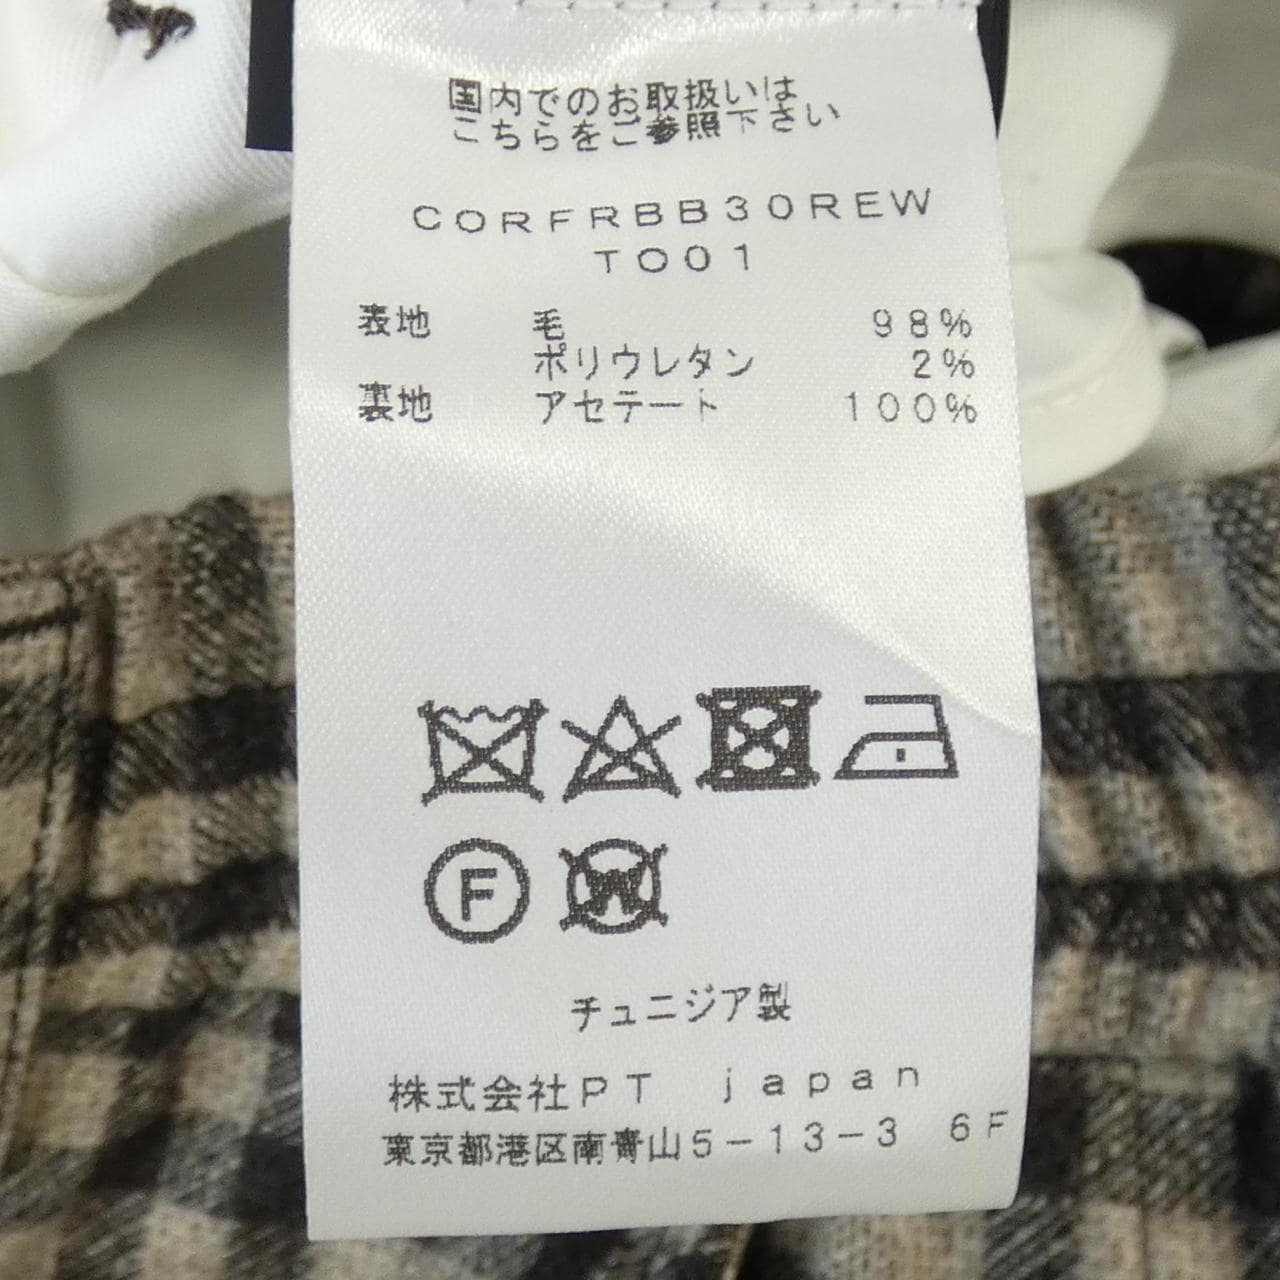 国内でのお取扱いは
こちらをご参照下さい
CORFRBB30REW
TO01
表地 毛 98%
ポリウレタン 2%
裏地 アセテート 100%
F W
チュニジア製
株式会社PT japan
東京都港区南青山5-13-3 6F